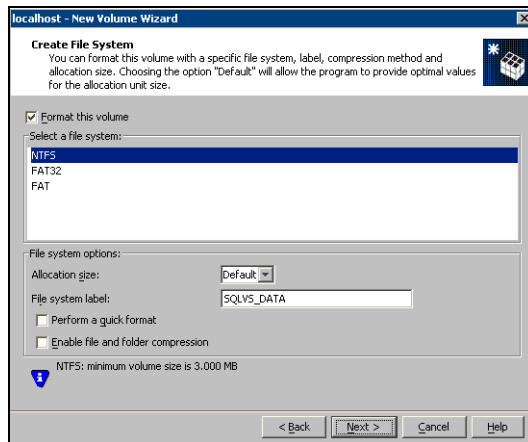 localhost - New Volume Wizard
Create File System
You can format this volume with a specific file system, label, compression method and
allocation size. Choosing the option "Default" will allow the program to provide optimal values
for the allocation unit size.
Format this volume
Select a file system:
NTFS
FAT32
FAT
File system options:
Allocation size:
Default
File system label:
SQLVS_DATA
Perform a quick format
Enable file and folder compression
NTFS: minimum volume size is 3.000 MB
< Back
Next >
Cancel
Help